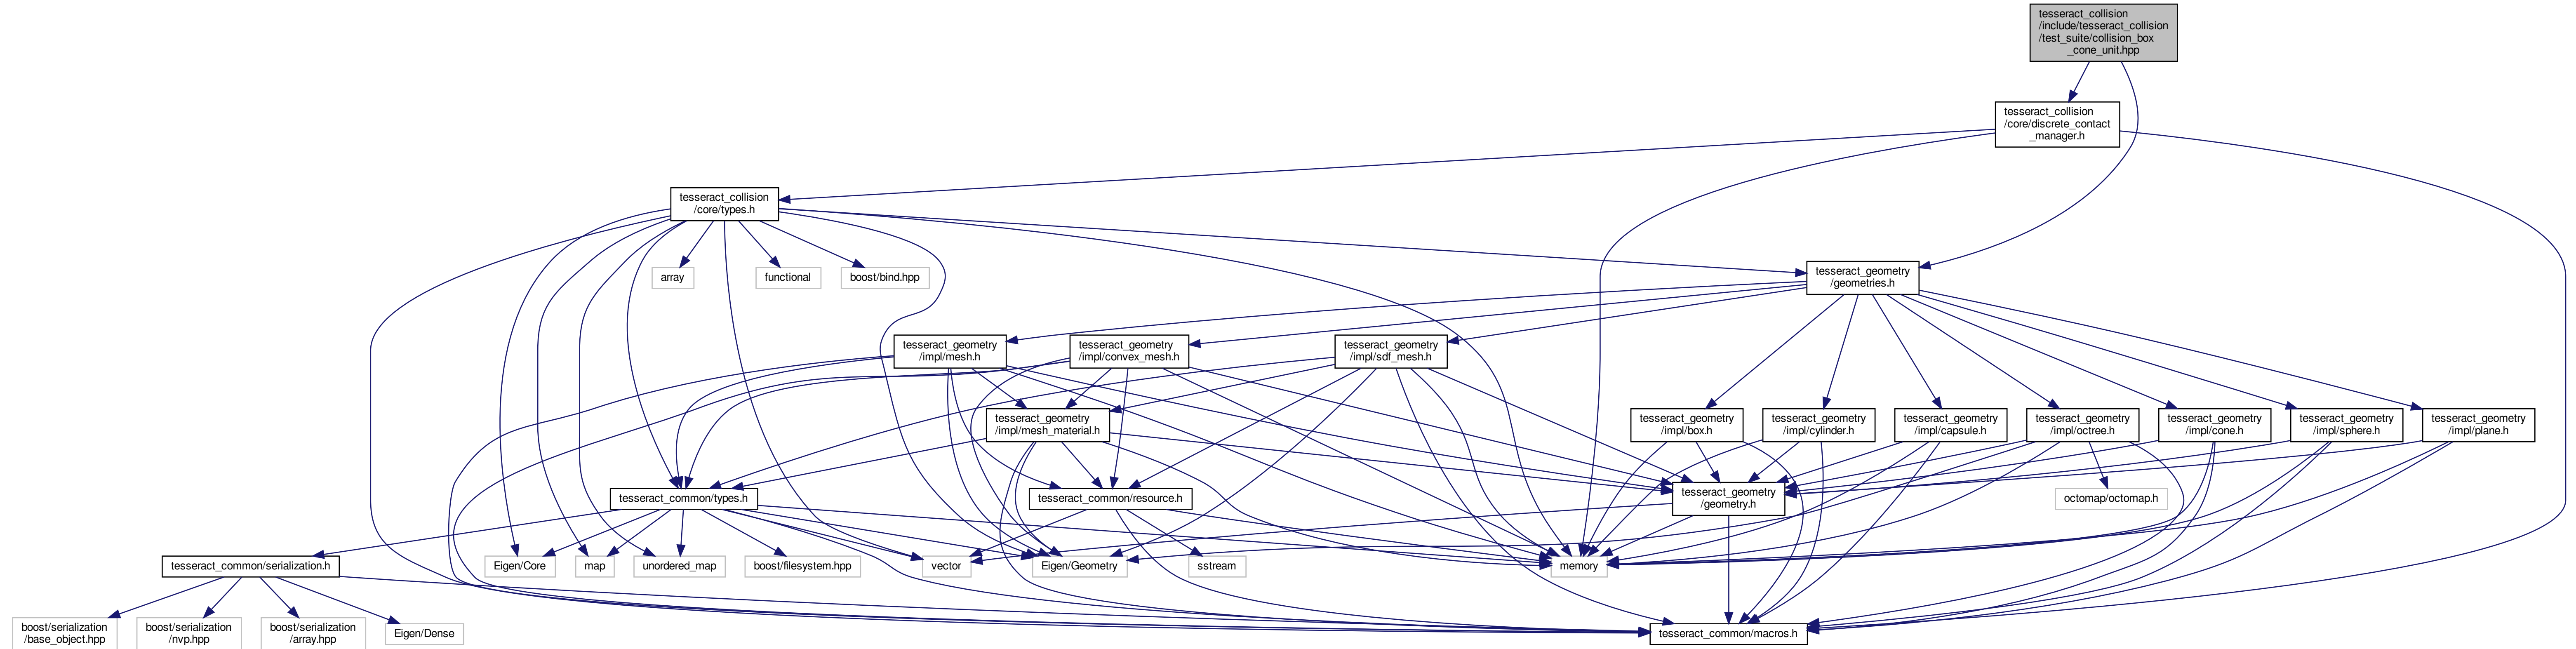 tesseract_collision
/include/tesseract_collision
/test_suite/collision_box
_cone_unit.hpp
tesseract_collision
/core/discrete_contact
_manager.h
tesseract_collision
/core/types.h
array
functional
boost/bind.hpp
tesseract_geometry
/geometries.h
tesseract_geometry
/impl/mesh.h
tesseract_geometry
/impl/convex_mesh.h
tesseract_geometry
/impl/sdf_mesh.h
tesseract_geometry
/impl/mesh_material.h
tesseract_geometry
/impl/box.h
tesseract_geometry
/impl/cylinder.h
tesseract_geometry
/impl/capsule.h
tesseract_geometry
/impl/octree.h
tesseract_geometry
/impl/cone.h
tesseract_geometry
/impl/sphere.h
tesseract_geometry
/impl/plane.h
tesseract_common/types.h
tesseract_common/resource.h
tesseract_geometry
/geometry.h
octomap/octomap.h
tesseract_common/serialization.h
Eigen/Core
map
unordered_map
boost/filesystem.hpp
vector
Eigen/Geometry
sstream
memory
boost/serialization
/base_object.hpp
boost/serialization
/nvp.hpp
boost/serialization
/array.hpp
Eigen/Dense
tesseract_common/macros.h